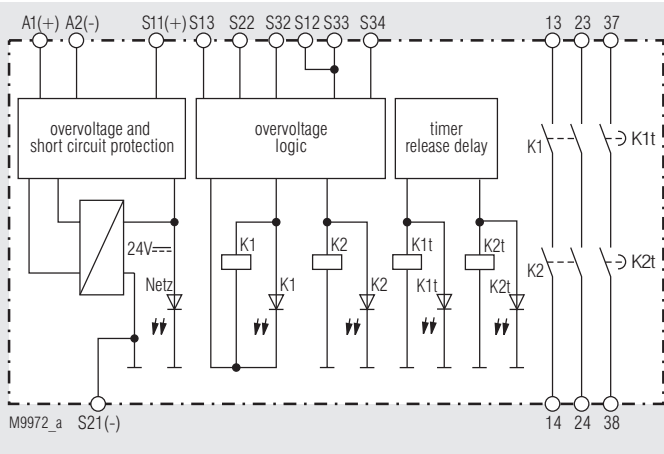 A1(+) A2(-) S11(+) S13 S22 S32 S12 S33 S34 13 23 37
overvoltage and
short circuit protection
overvoltage
logic
timer
release delay
K1
K1t
24V
K1
K2
K1t
K2t
K2
K2t
Netz
K1
K2
K1t
K2t
M9972_a
S21(-)
14 24 38